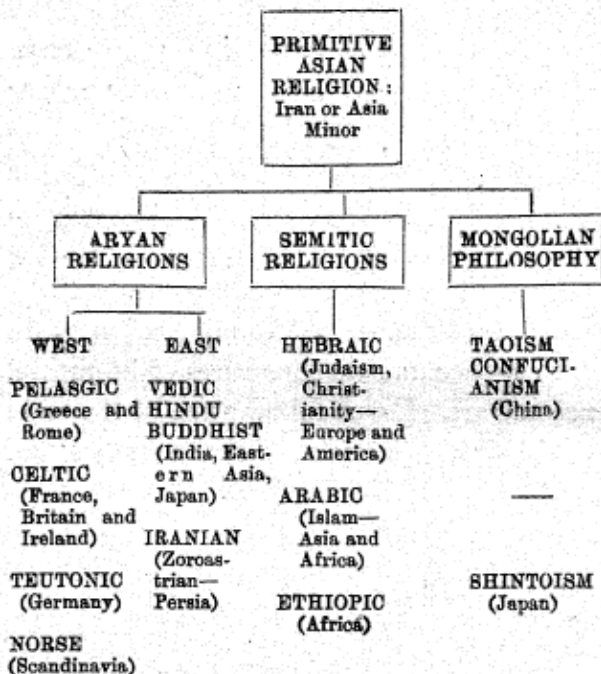 PRIMITIVE
ASIAN
RELIGION :
Iran or Asia
Minor
ARYAN
RELIGIONS
SEMITIC
RELIGIONS
MONGOLIAN
PHILOSOPHY
WEST
PELASGIC
(Greece and
Rome)
CELTIC
(France,
Britain and
Ireland)
TEUTONIC
(Germany)
NORSE
(Scandinavia)
EAST
VEDIC
HINDU
BUDDHIST
(India, East-
ern Asia,
Japan)
IRANIAN
(Zoroas-
trian—
Persia)
HEBRAIC
(Judaism,
Christ-
ianity—
Europe and
America)
ARABIC
(Islam—
Asia and
Africa)
ETHIOPIC
(Africa)
TAOISM
CONFUCI-
ANISM
(China)
—
SHINTOISM
(Japan)